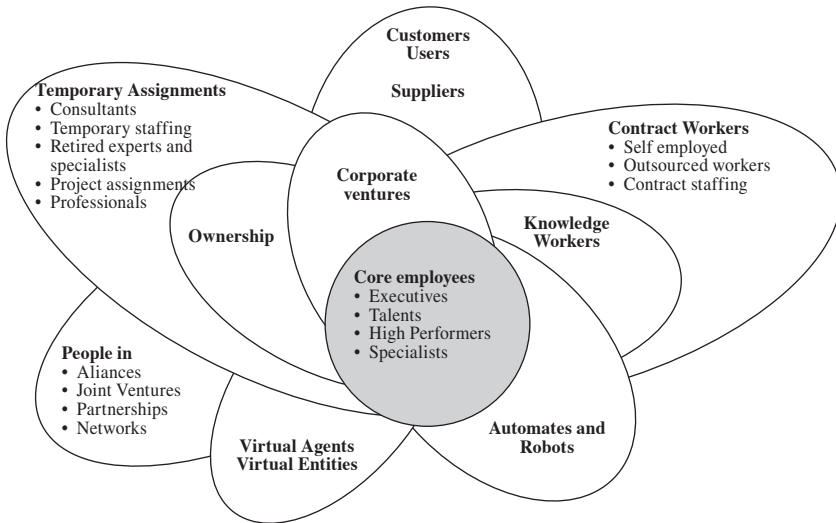 Customers
Users
Suppliers
Temporary Assignments
• Consultants
• Temporary staffing
• Retired experts and
specialists
• Project assignments
• Professionals
Contract Workers
• Self employed
• Outsourced workers
• Contract staffing
Corporate
ventures
Ownership
Knowledge
Workers
Core employees
• Executives
• Talents
• High Performers
• Specialists
People in
• Aliances
• Joint Ventures
• Partnerships
• Networks
Virtual Agents
Virtual Entities
Automates and
Robots